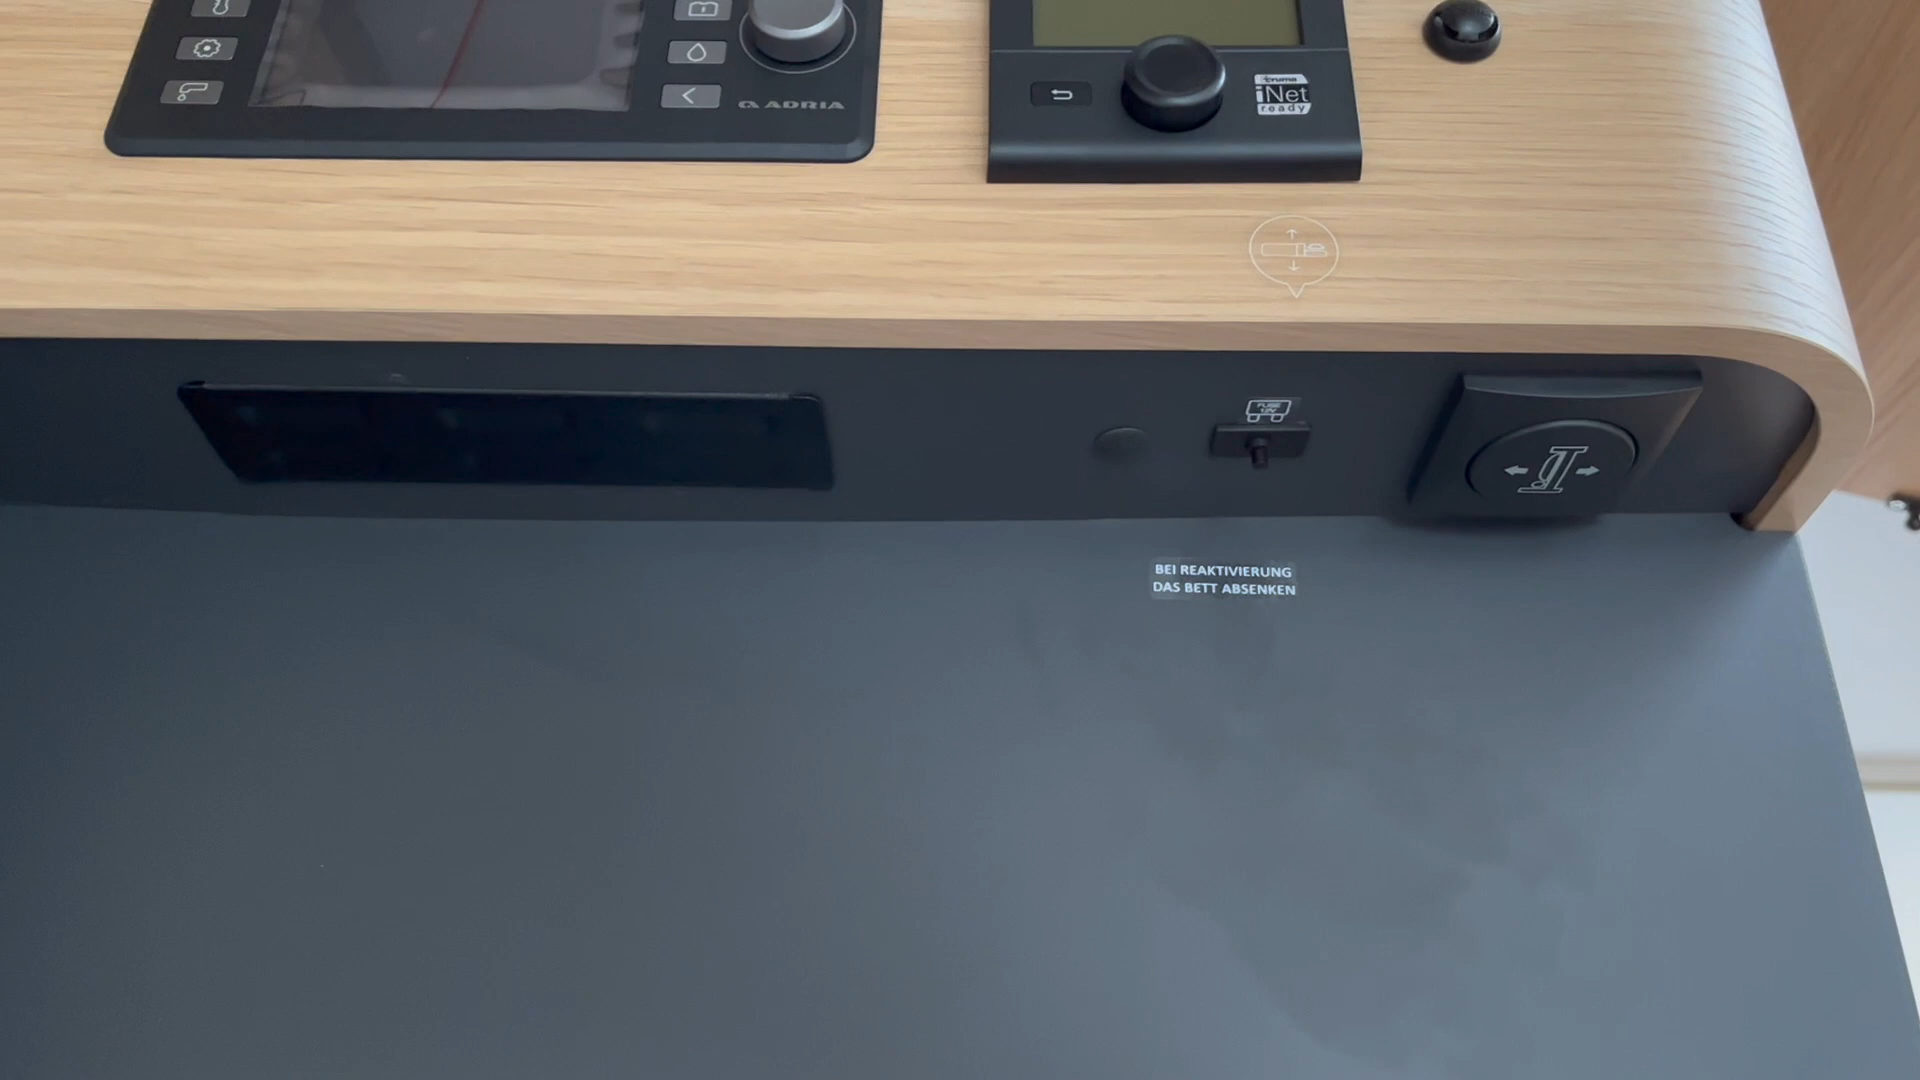 ADRIA
truma
iNet
ready
FUSE
12V
BEI REAKTIVIERUNG
DAS BETT ABSENKEN